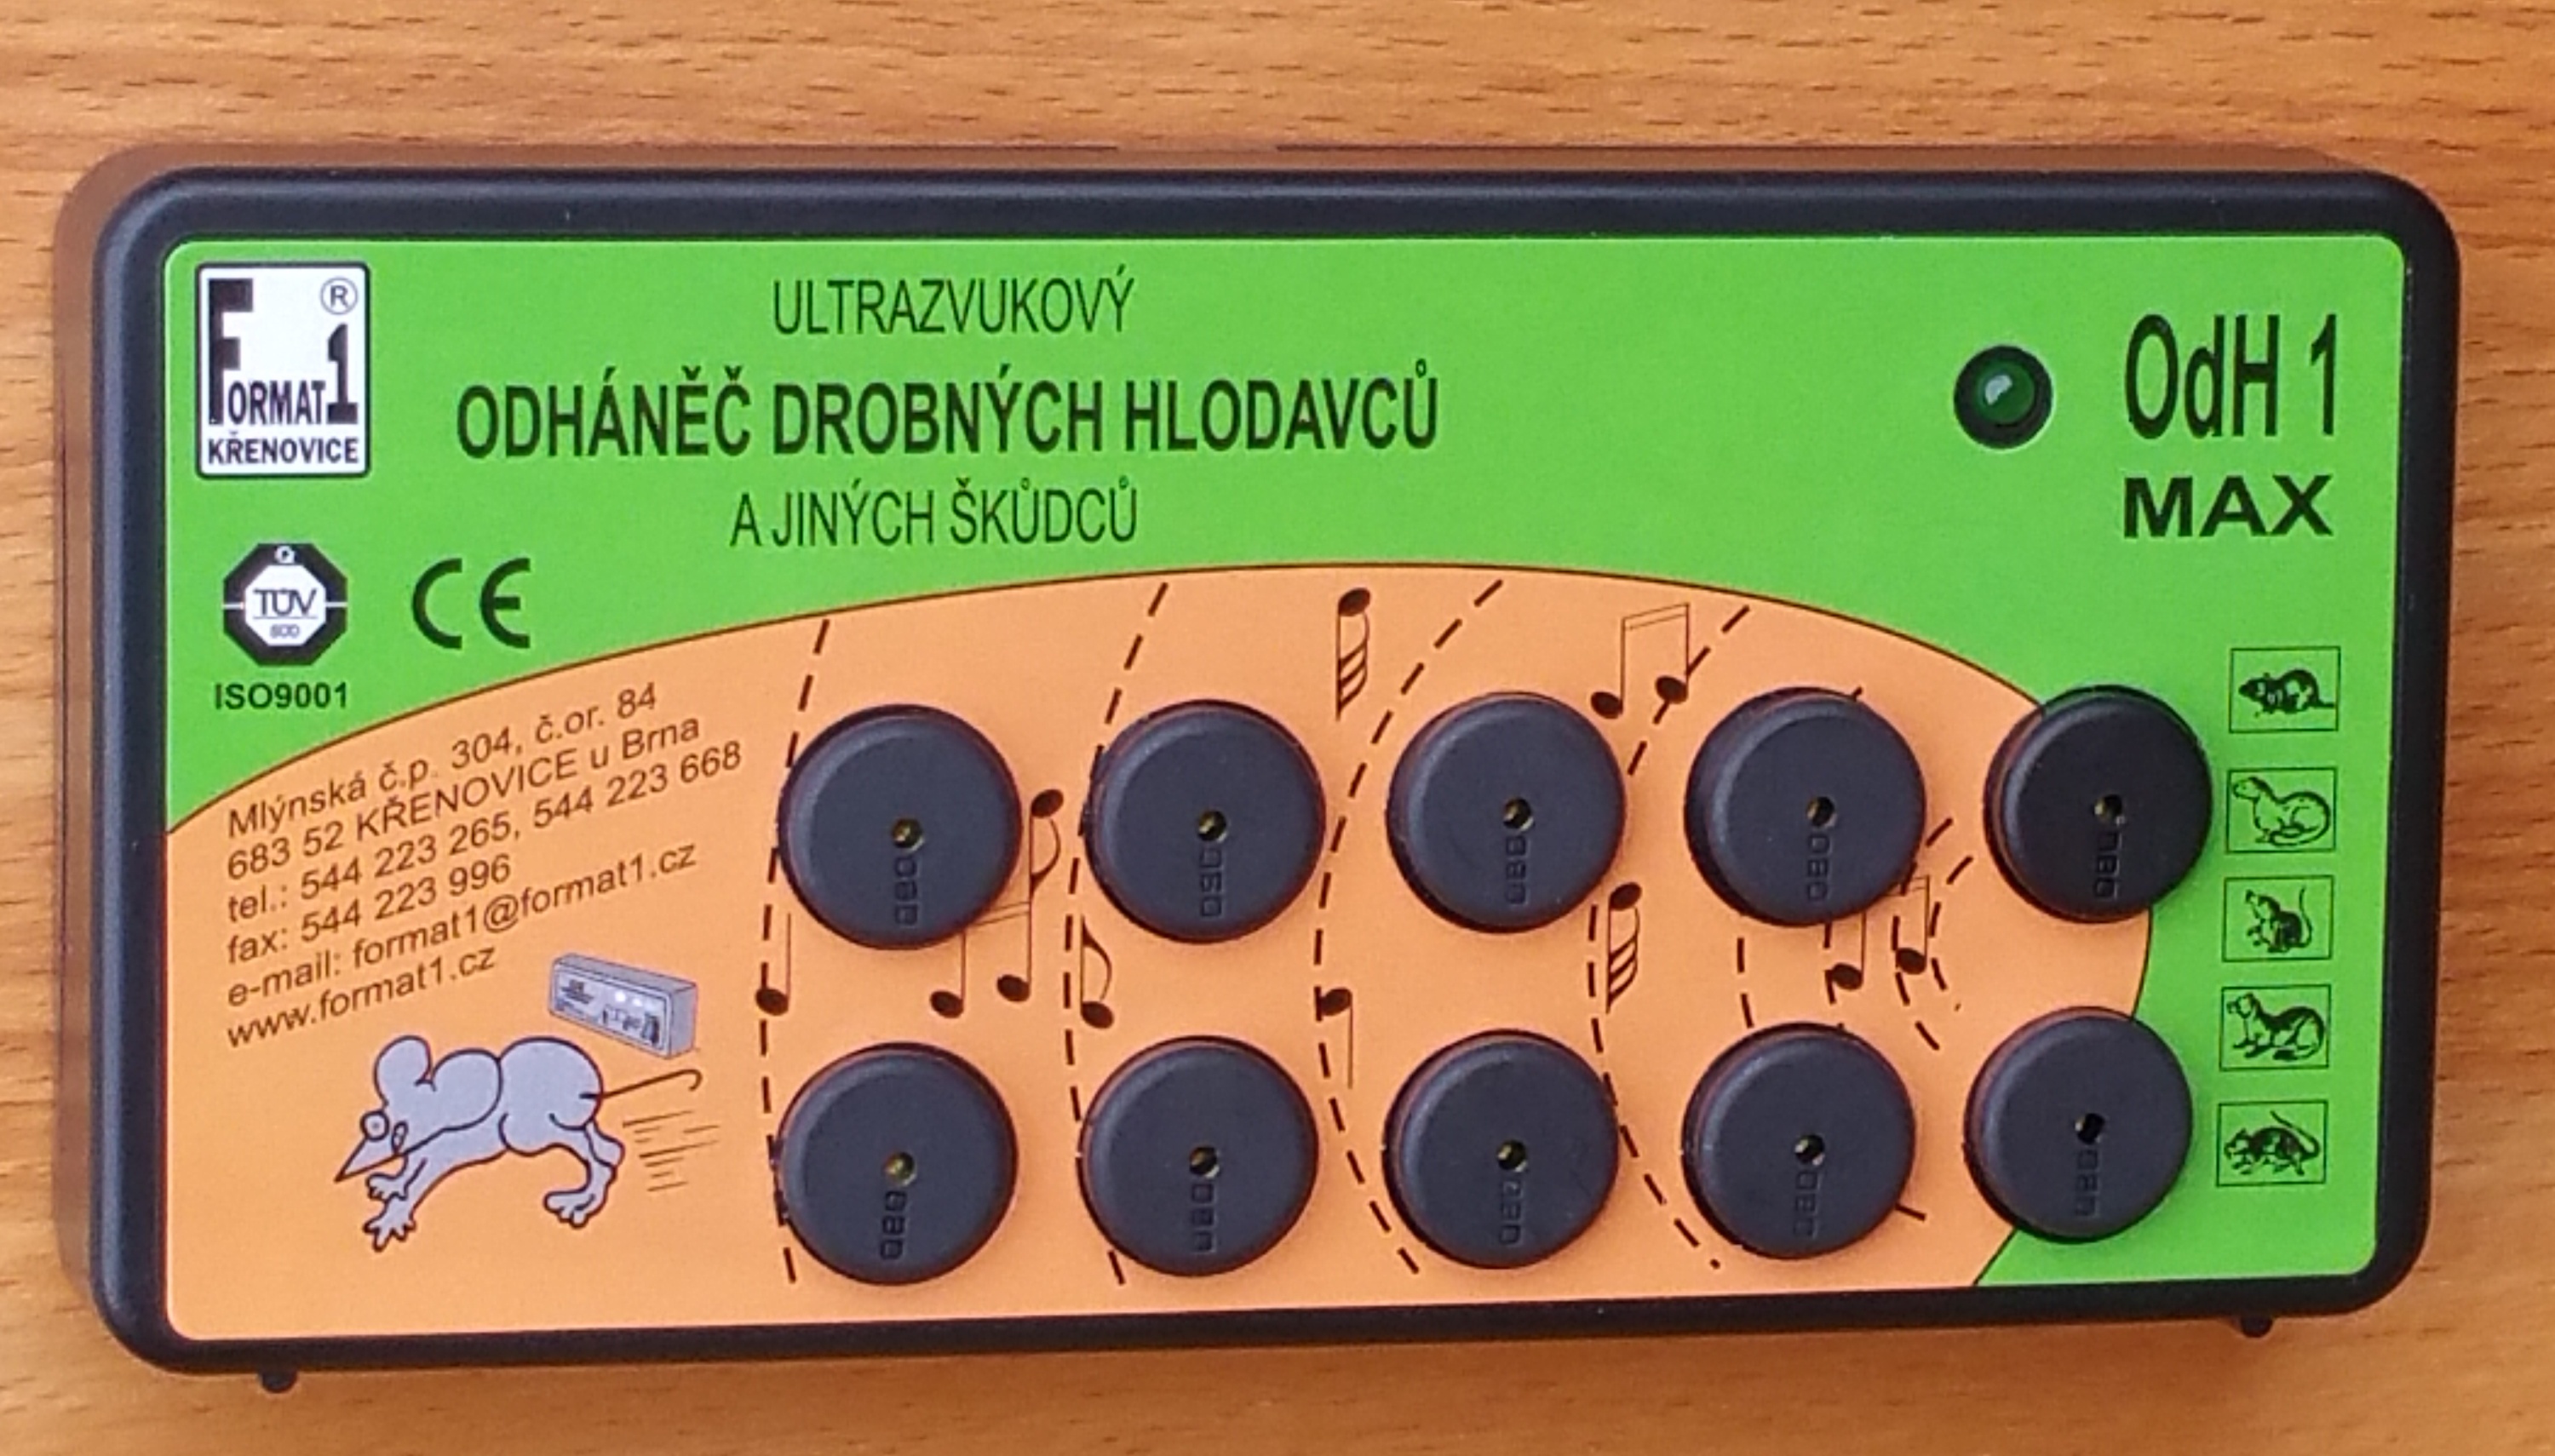 FORMAT1®
KŘENOVICE
ULTRAZVUKOVÝ
ODHÁNĚČ DROBNÝCH HLODAVCŮ
A JINÝCH ŠKŮDCŮ
OdH 1
MAX
Q
TÜV
SÜD
CE
ISO9001
Mlýnská č.p. 304, č.or. 84
683 52 KŘENOVICE u Brna
tel.: 544 223 265, 544 223 668
fax: 544 223 996
e-mail: format1@format1.cz
www.format1.cz